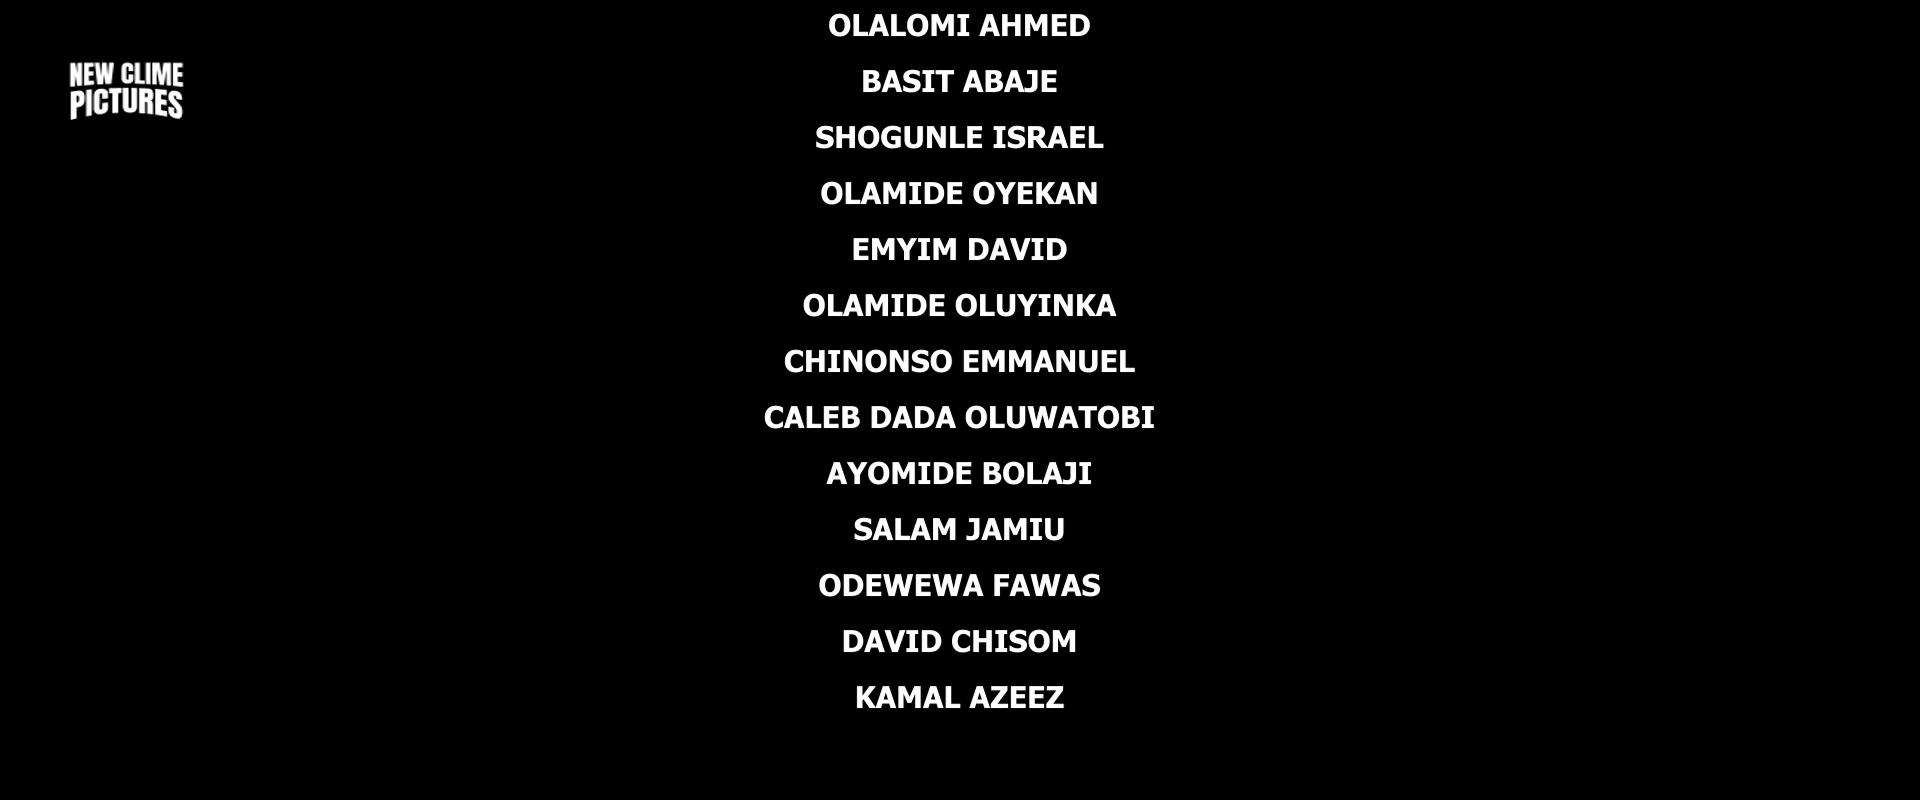 NEW CLIME
PICTURES
OLALOMI AHMED
BASIT ABAJE
SHOGUNLE ISRAEL
OLAMIDE OYEKAN
EMYIM DAVID
OLAMIDE OLUYINKA
CHINONSO EMMANUEL
CALEB DADA OLUWATOBI
AYOMIDE BOLAJI
SALAM JAMIU
ODEWEWA FAWAS
DAVID CHISOM
KAMAL AZEEZ